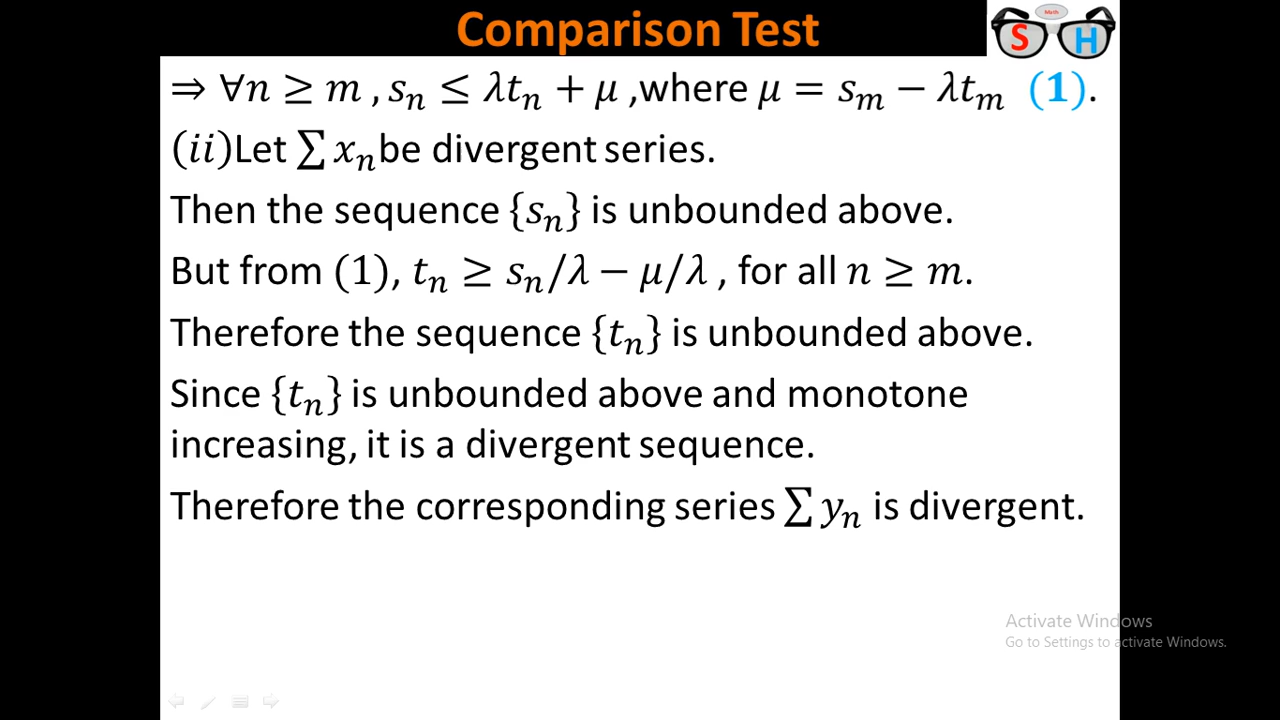 Comparison Test
Math
S H
⇒ ∀n ≥ m , sₙ ≤ λtₙ + μ ,where μ = sₘ − λtₘ (1).
(ii)Let ∑ xₙ be divergent series.
Then the sequence {sₙ} is unbounded above.
But from (1), tₙ ≥ sₙ/λ − μ/λ , for all n ≥ m.
Therefore the sequence {tₙ} is unbounded above.
Since {tₙ} is unbounded above and monotone
increasing, it is a divergent sequence.
Therefore the corresponding series ∑ yₙ is divergent.
Activate Windows
Go to Settings to activate Windows.